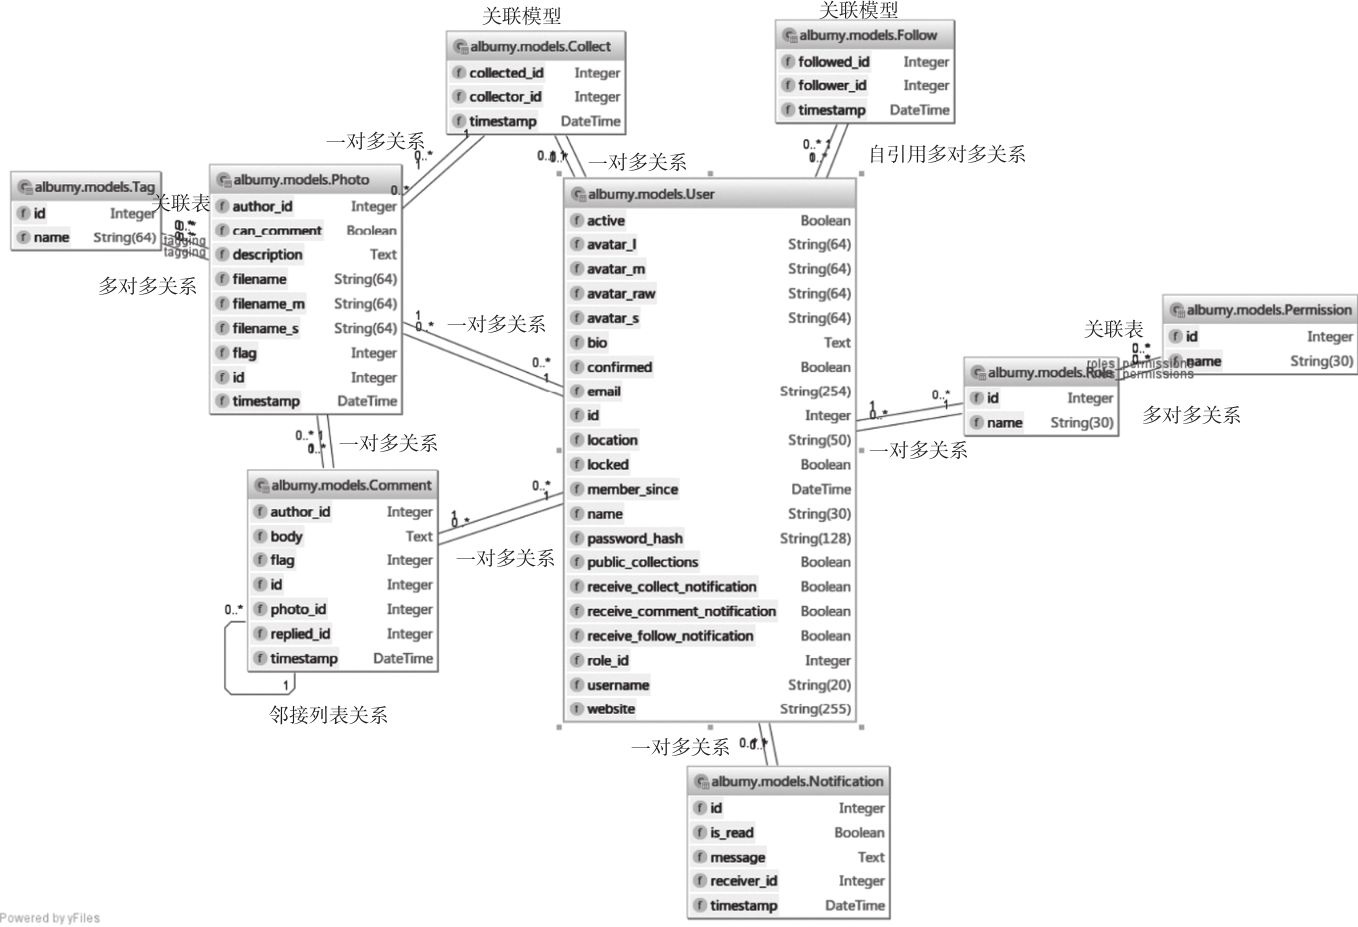 关联模型
albumy.models.Collect
collected_id Integer
collector_id Integer
timestamp DateTime
关联模型
albumy.models.Follow
followed_id Integer
follower_id Integer
timestamp DateTime
一对多关系
1
0..*
1
0..*
一对多关系
0..* 1
0..*
自引用多对多关系
albumy.models.Tag
id Integer
name String(64)
关联表
tagging
tagging
多对多关系
albumy.models.Photo
author_id Integer
can_comment Boolean
description Text
filename String(64)
filename_m String(64)
filename_s String(64)
flag Integer
id Integer
timestamp DateTime
albumy.models.User
active Boolean
avatar_l String(64)
avatar_m String(64)
avatar_raw String(64)
avatar_s String(64)
bio Text
confirmed Boolean
email String(254)
id Integer
location String(50)
locked Boolean
member_since DateTime
name String(30)
password_hash String(128)
public_collections Boolean
receive_collect_notification Boolean
receive_comment_notification Boolean
receive_follow_notification Boolean
role_id Integer
username String(20)
website String(255)
1
0..*
一对多关系
0..*
1
albumy.models.Permission
id Integer
name String(30)
关联表
0..*
0..*
roles_permissions
roles_permissions
多对多关系
albumy.models.Role
id Integer
name String(30)
1
0..*
0..*
1
一对多关系
0..* 1
0..*
一对多关系
albumy.models.Comment
author_id Integer
body Text
flag Integer
id Integer
photo_id Integer
replied_id Integer
timestamp DateTime
0..*
1
邻接列表关系
1
0..*
0..*
1
一对多关系
一对多关系
albumy.models.Notification
id Integer
is_read Boolean
message Text
receiver_id Integer
timestamp DateTime
Powered by yFiles